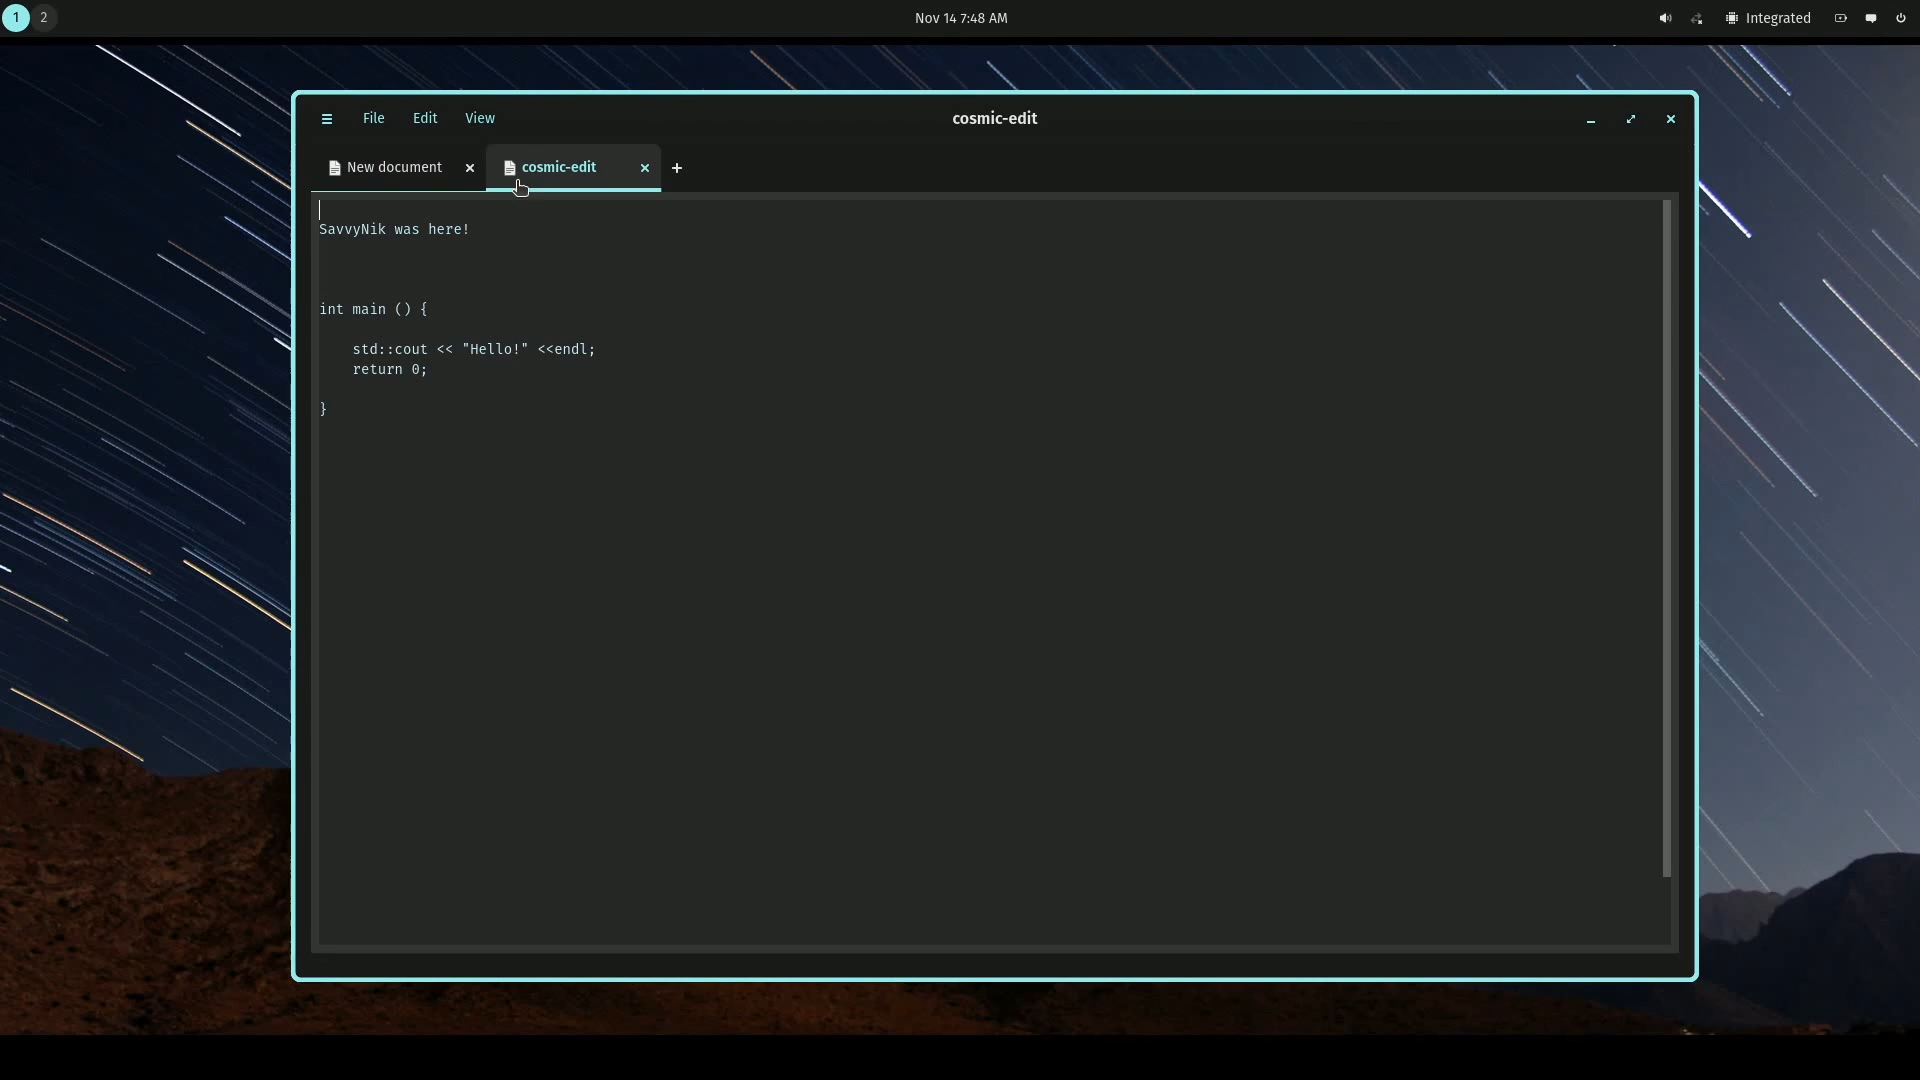 1 2 Nov 14 7:48 AM Integrated
File Edit View cosmic-edit
New document cosmic-edit
SavvyNik was here!
int main () {
    std::cout << "Hello!" <<endl;
    return 0;
}